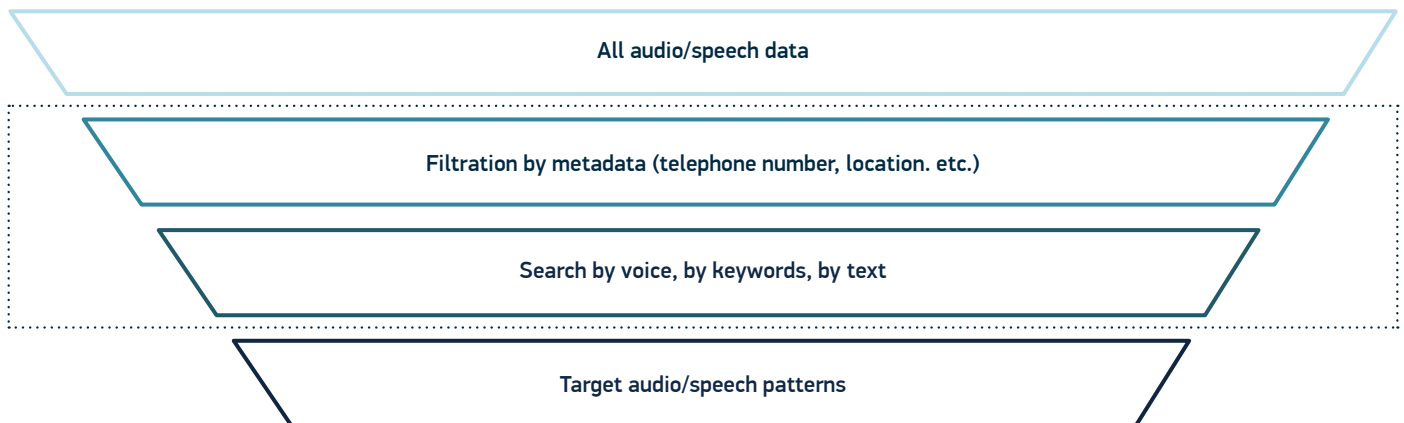 All audio/speech data
Filtration by metadata (telephone number, location. etc.)
Search by voice, by keywords, by text
Target audio/speech patterns